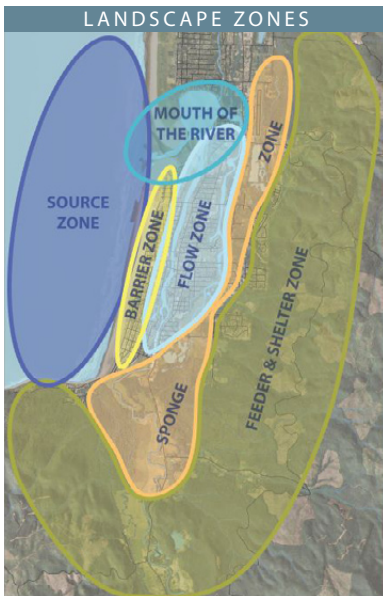 LANDSCAPE ZONES
MOUTH OF
THE RIVER
SOURCE
ZONE
BARRIER ZONE
FLOW ZONE
SPONGE
ZONE
FEEDER & SHELTER ZONE